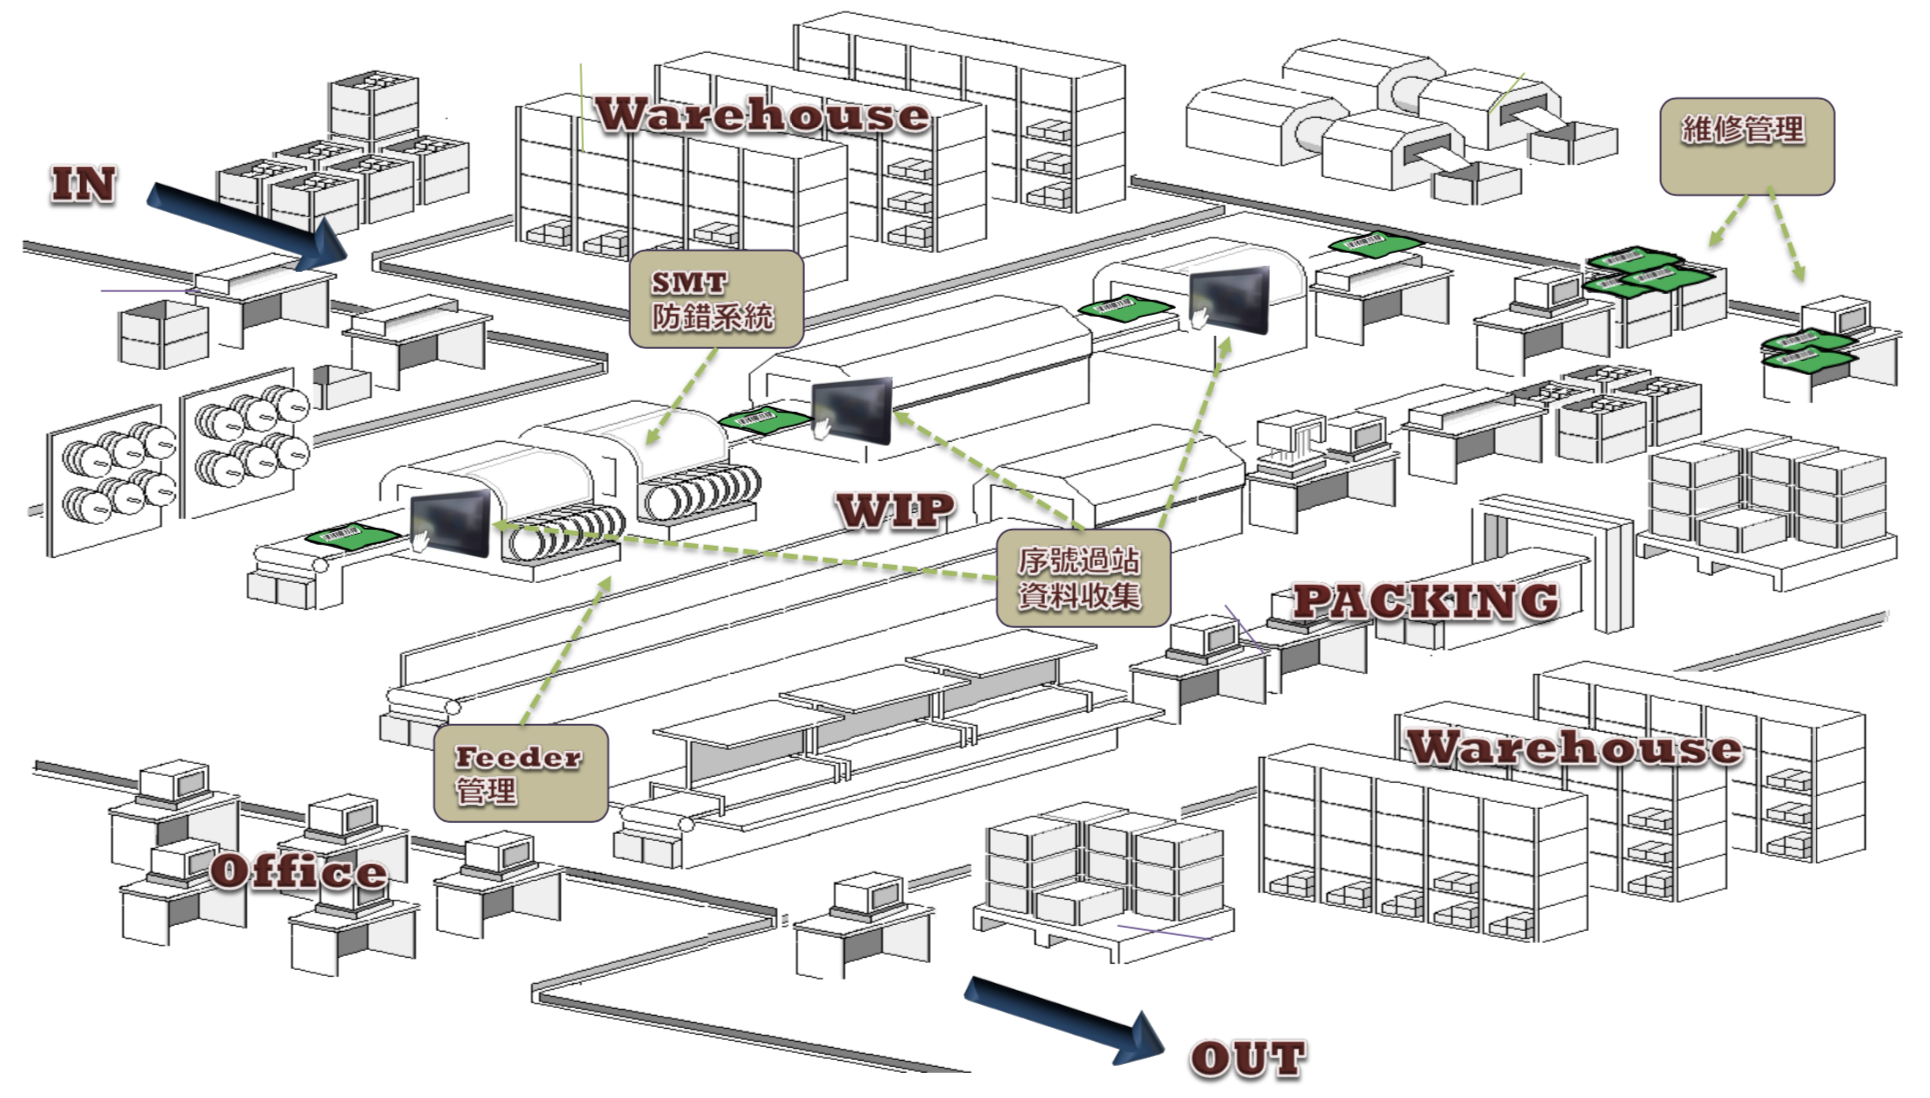 Warehouse
維修管理
IN
SMT
防錯系統
WIP
序號過站
資料收集
PACKING
Feeder
管理
Warehouse
Office
OUT